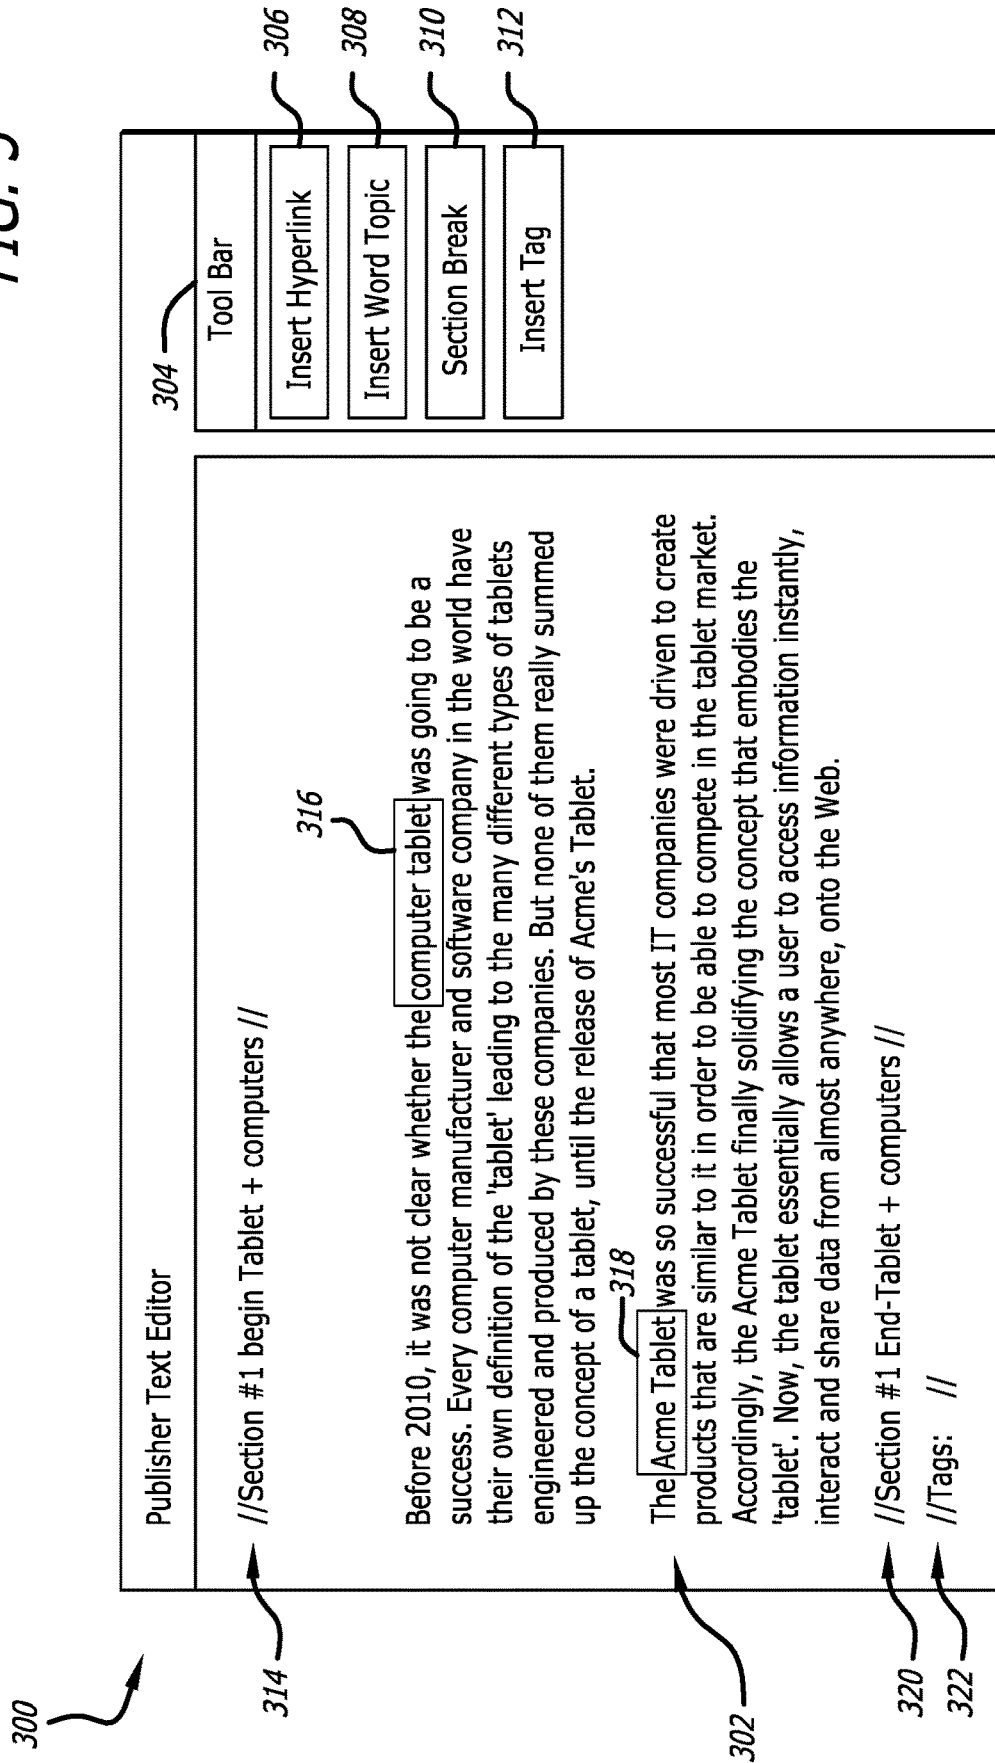 FIG. 3
300
Publisher Text Editor
304
Tool Bar
314
//Section #1 begin Tablet + computers //
Insert Hyperlink
306
316
Insert Word Topic
308
Before 2010, it was not clear whether the computer tablet was going to be a
success. Every computer manufacturer and software company in the world have
Section Break
310
their own definition of the 'tablet' leading to the many different types of tablets
engineered and produced by these companies. But none of them really summed
Insert Tag
312
up the concept of a tablet, until the release of Acme's Tablet.
318
302
The Acme Tablet was so successful that most IT companies were driven to create
products that are similar to it in order to be able to compete in the tablet market.
Accordingly, the Acme Tablet finally solidifying the concept that embodies the
'tablet'. Now, the tablet essentially allows a user to access information instantly,
interact and share data from almost anywhere, onto the Web.
320
//Section #1 End-Tablet + computers //
322
//Tags: //